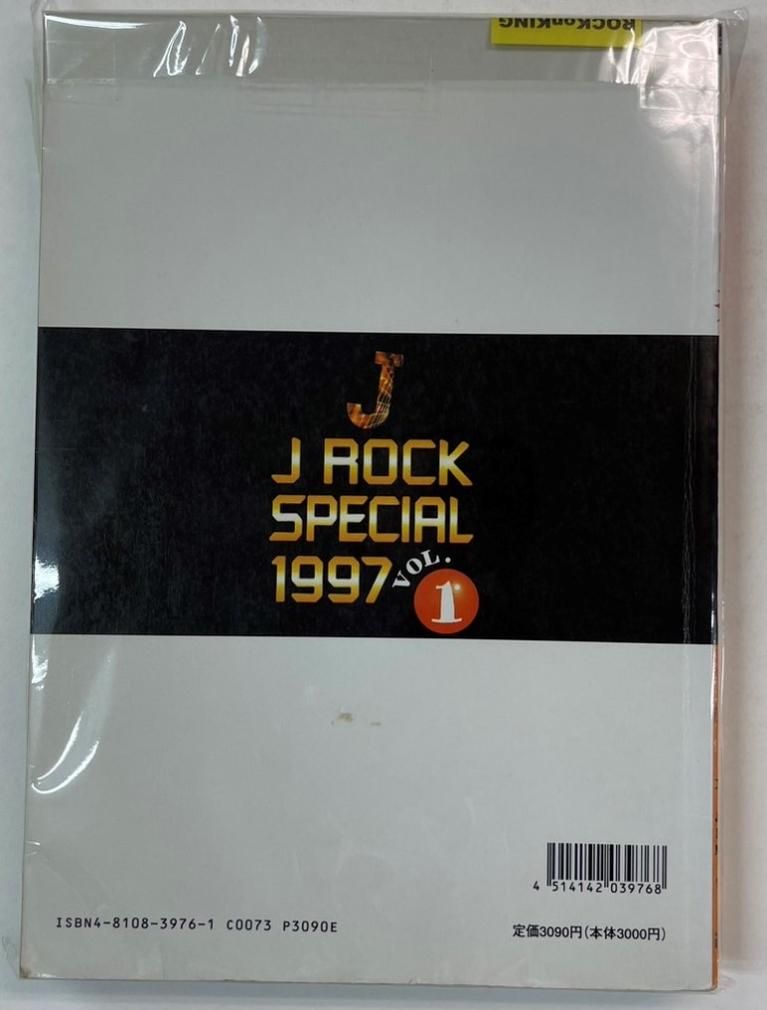 ROCKonKING
J
J ROCK
SPECIAL
1997 VOL. 1
4 514142 039768
ISBN4-8108-3976-1 C0073 P3090E 定価3090円(本体3000円)